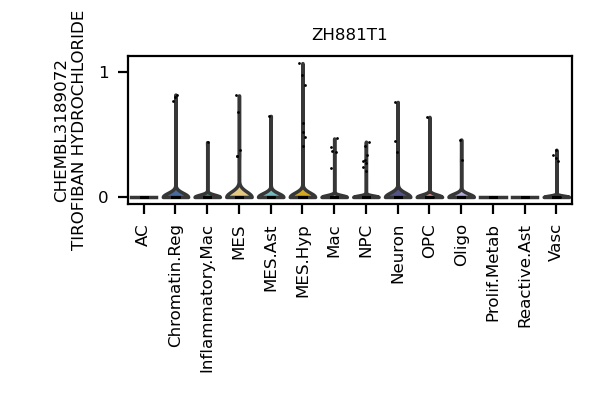 ZH881T1
CHEMBL3189072
TIROFIBAN HYDROCHLORIDE
1
0
AC
Chromatin.Reg
Inflammatory.Mac
MES
MES.Ast
MES.Hyp
Mac
NPC
Neuron
OPC
Oligo
Prolif.Metab
Reactive.Ast
Vasc